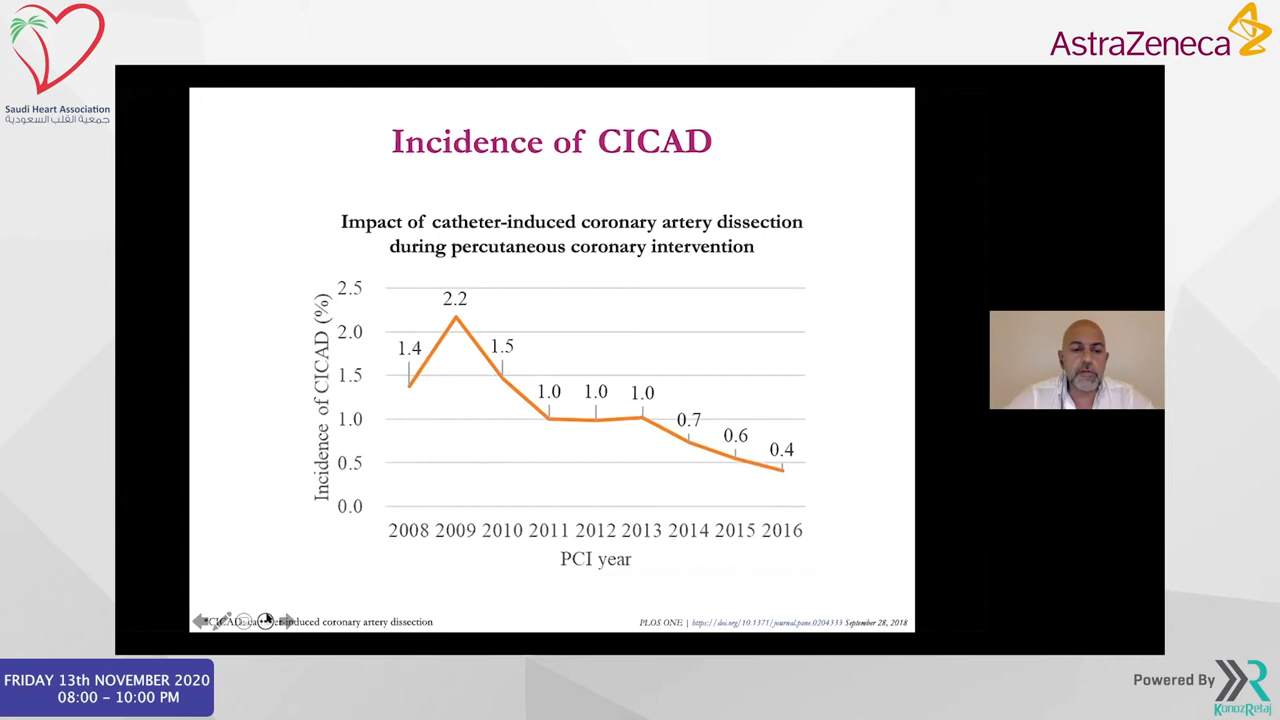 Saudi Heart Association
جمعية القلب السعودية
AstraZeneca
Incidence of CICAD
Impact of catheter-induced coronary artery dissection
during percutaneous coronary intervention
Incidence of CICAD (%)
2.5
2.0
1.5
1.0
0.5
0.0
1.4
2.2
1.5
1.0
1.0
1.0
0.7
0.6
0.4
2008 2009 2010 2011 2012 2013 2014 2015 2016
PCI year
*CICAD: induced coronary artery dissection
PLOS ONE | https://doi.org/10.1371/journal.pone.0204333 September 28, 2018
FRIDAY 13th NOVEMBER 2020
08:00 - 10:00 PM
Powered By
KonozRetaj